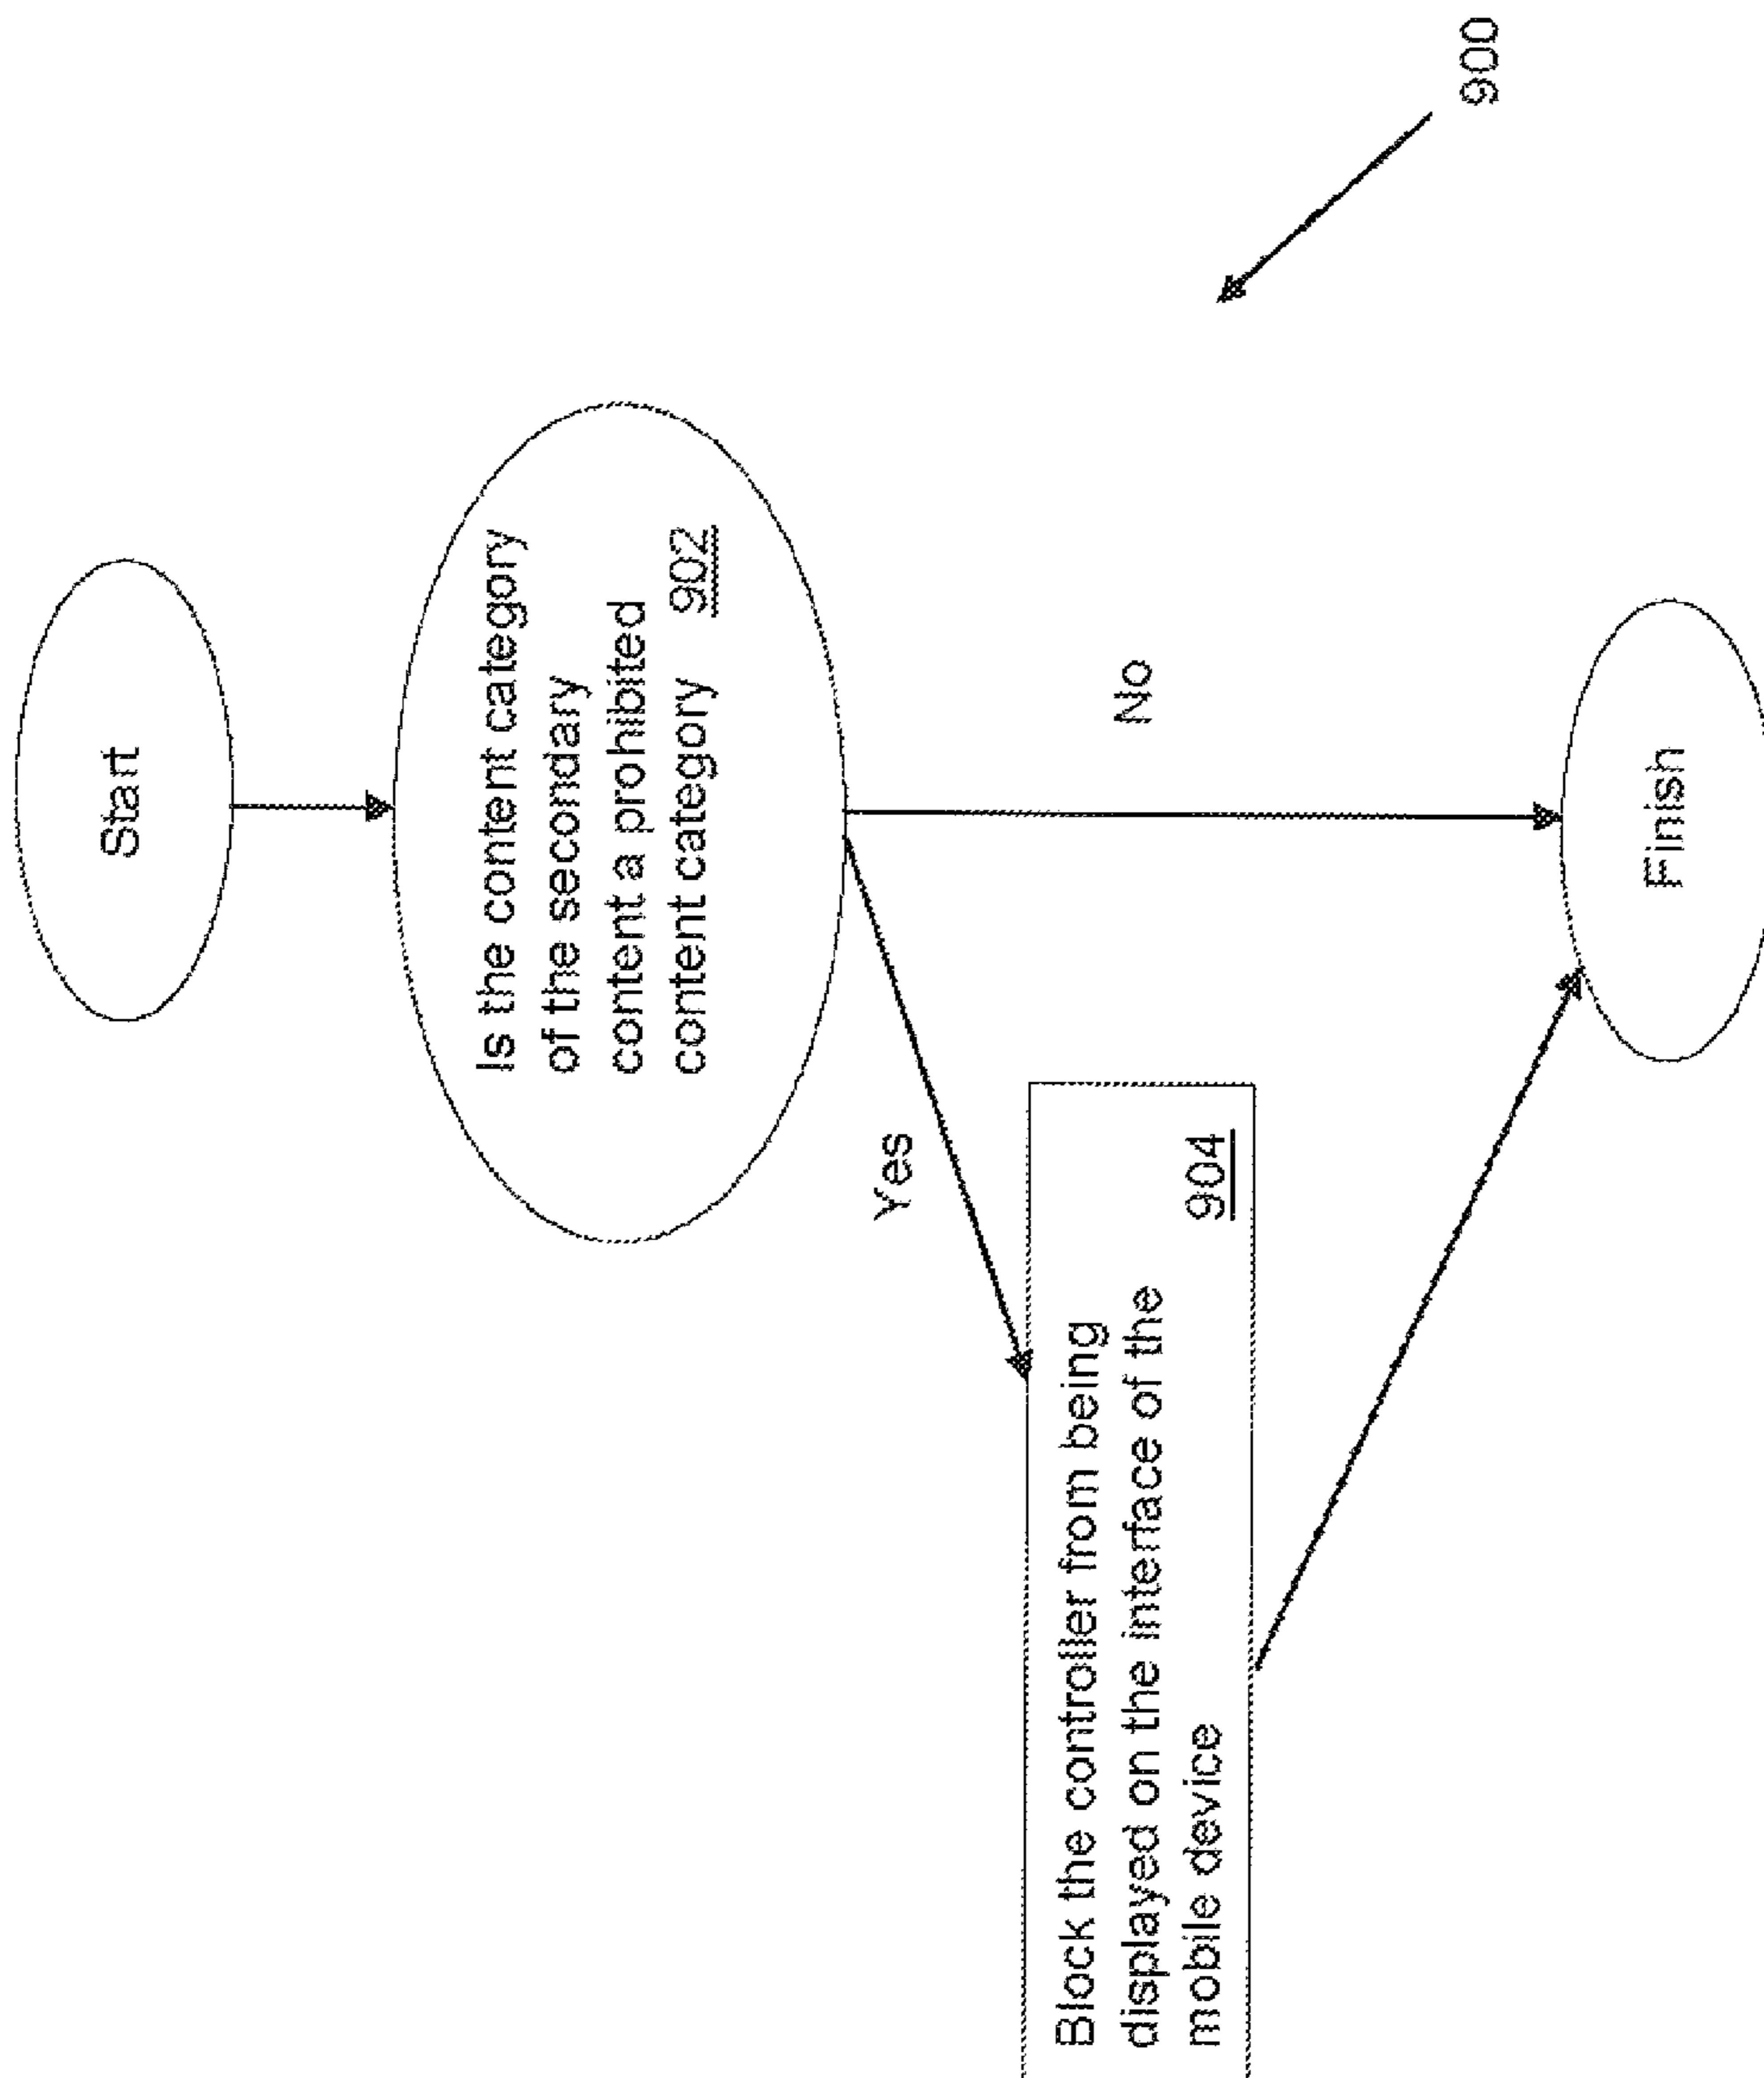 Start
Is the content category
of the secondary
content a prohibited
content category 902
Yes
No
Block the controller from being
displayed on the interface of the
mobile device 904
Finish
900